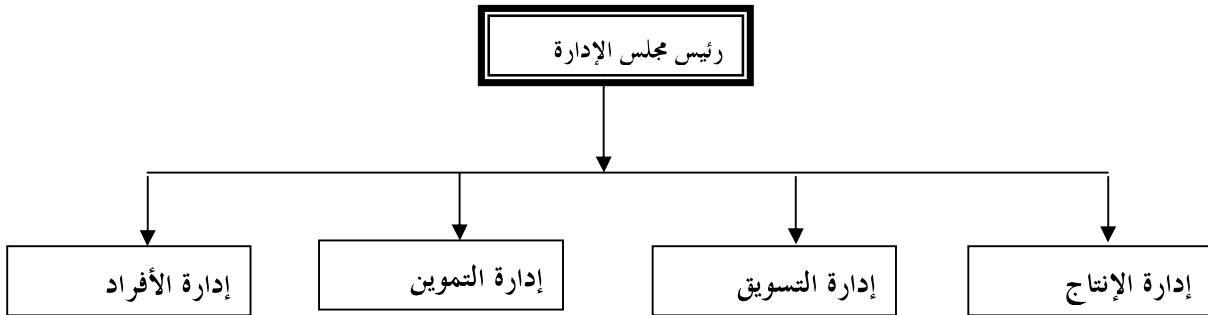 رئيس مجلس الإدارة
إدارة الإنتاج
إدارة التسويق
إدارة التموين
إدارة الأفراد